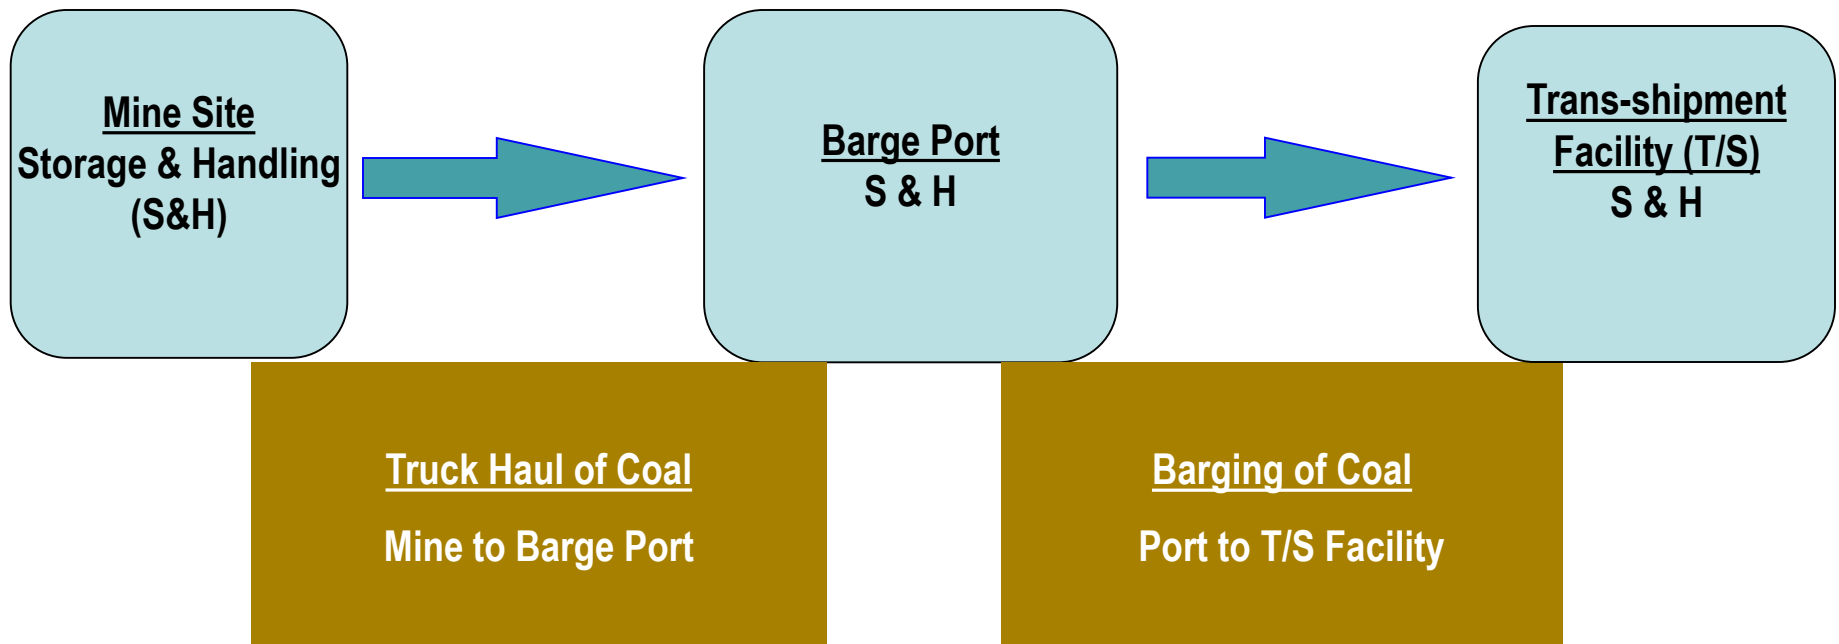 Mine Site
Storage & Handling
(S&H)
Barge Port
S & H
Trans-shipment
Facility (T/S)
S & H
Truck Haul of Coal
Mine to Barge Port
Barging of Coal
Port to T/S Facility